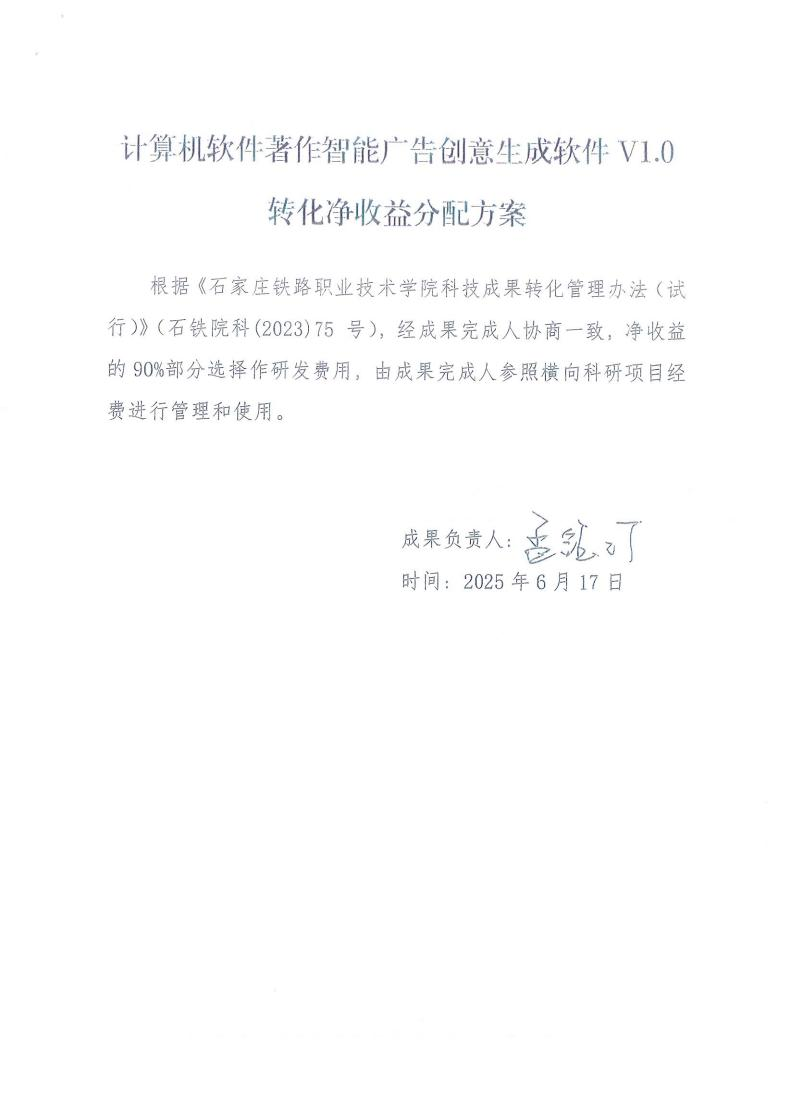 计算机软件著作智能广告创意生成软件 V1.0
转化净收益分配方案
根据《石家庄铁路职业技术学院科技成果转化管理办法（试
行）》（石铁院科(2023)75 号），经成果完成人协商一致，净收益
的 90%部分选择作研发费用，由成果完成人参照横向科研项目经
费进行管理和使用。
成果负责人：孟
时间：2025 年 6 月 17 日